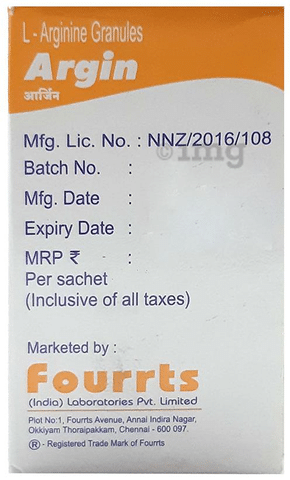 L - Arginine Granules
Argin
आर्जिन
Mfg. Lic. No. : NNZ/2016/108
Batch No. :
Mfg. Date :
Expiry Date :
MRP ₹ :
Per sachet
(Inclusive of all taxes)
Marketed by :
Fourrts
(India) Laboratories Pvt. Limited
Plot No:1, Fourrts Avenue, Annai Indira Nagar,
Okkiyam Thoraipakkam, Chennai - 600 097.
® - Registered Trade Mark of Fourrts